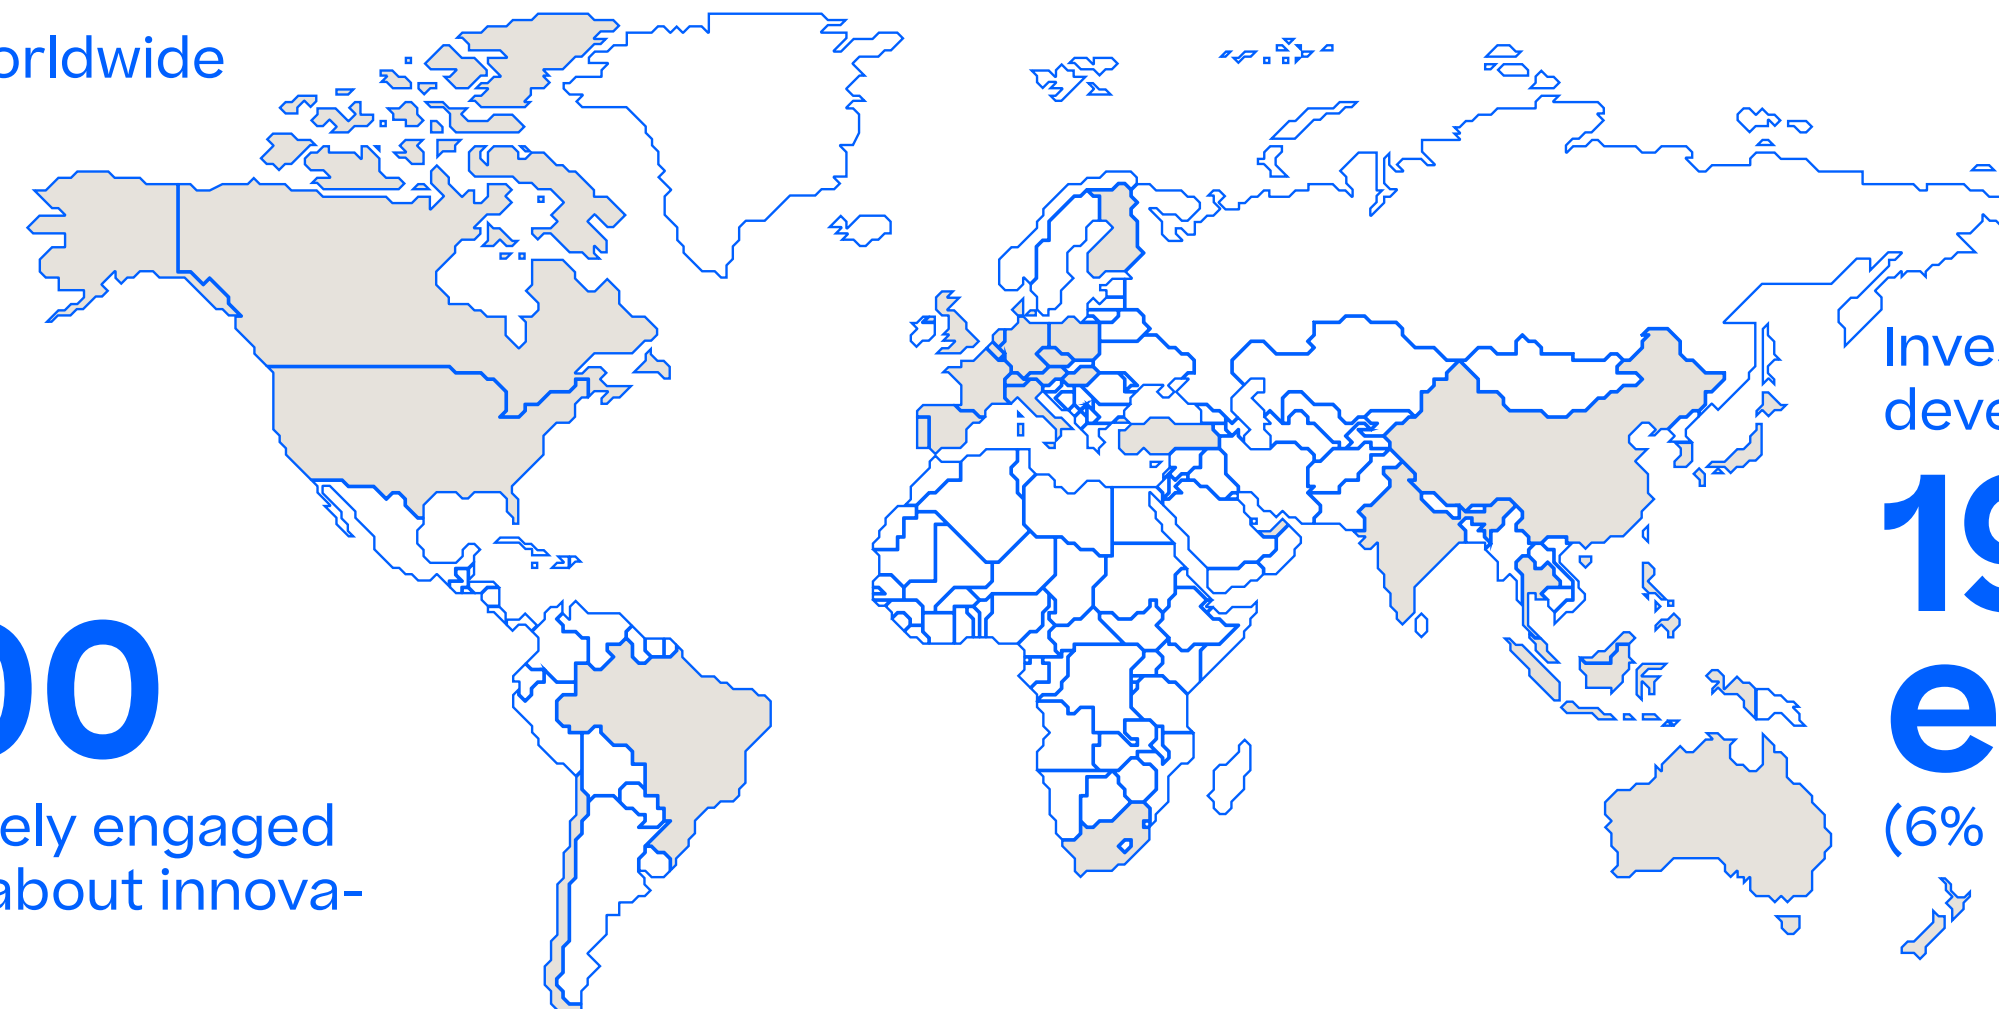 orldwide
00
ely engaged
about innova-
Inve
deve
19
e
(6%